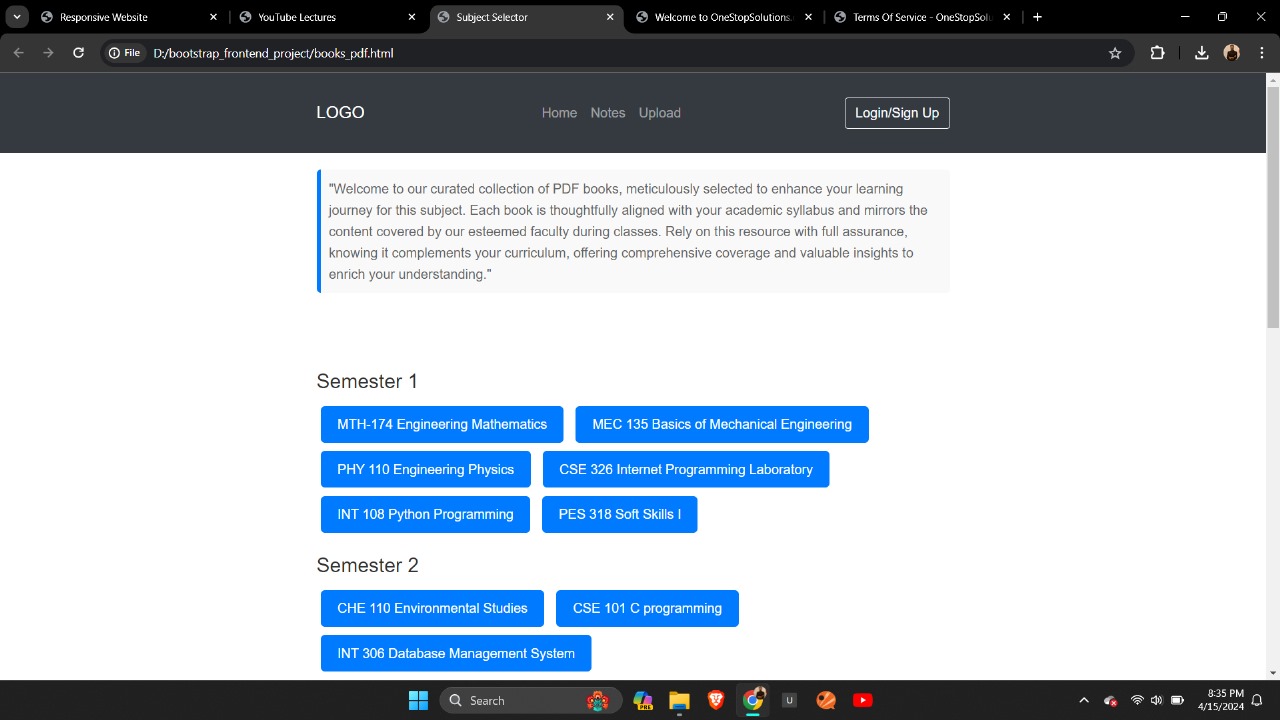 Responsive Website
YouTube Lectures
Subject Selector
Welcome to OneStopSolutions
Terms Of Service - OneStopSolu
File
D:/bootstrap_frontend_project/books_pdf.html
LOGO
Home Notes Upload
Login/Sign Up
"Welcome to our curated collection of PDF books, meticulously selected to enhance your learning
journey for this subject. Each book is thoughtfully aligned with your academic syllabus and mirrors the
content covered by our esteemed faculty during classes. Rely on this resource with full assurance,
knowing it complements your curriculum, offering comprehensive coverage and valuable insights to
enrich your understanding."
Semester 1
MTH-174 Engineering Mathematics
MEC 135 Basics of Mechanical Engineering
PHY 110 Engineering Physics
CSE 326 Internet Programming Laboratory
INT 108 Python Programming
PES 318 Soft Skills I
Semester 2
CHE 110 Environmental Studies
CSE 101 C programming
INT 306 Database Management System
Search
PRE
U
8:35 PM
4/15/2024